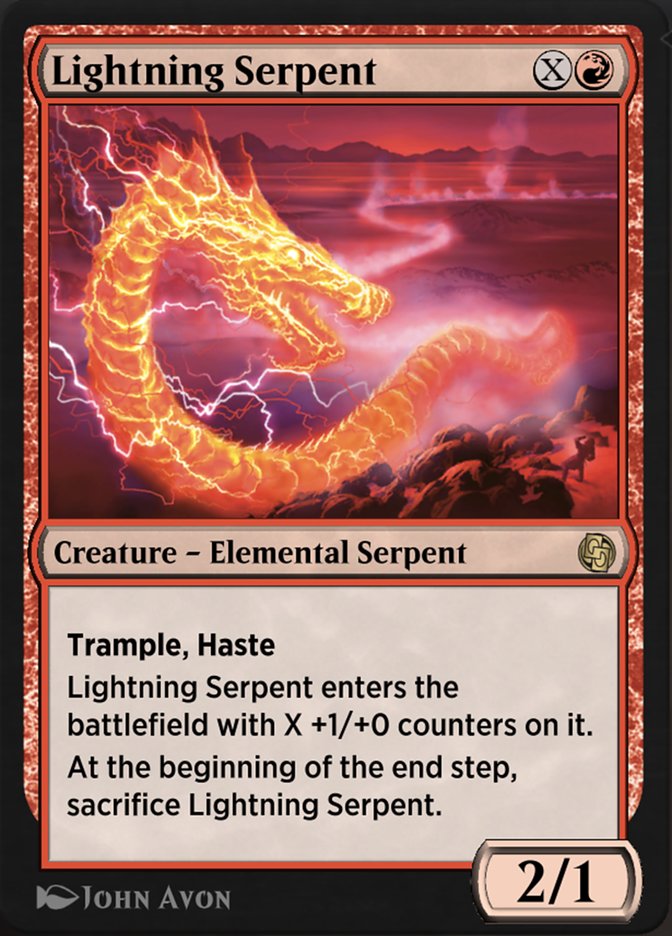 Lightning Serpent X
Creature – Elemental Serpent
Trample, Haste
Lightning Serpent enters the
battlefield with X +1/+0 counters on it.
At the beginning of the end step,
sacrifice Lightning Serpent.
2/1
John Avon